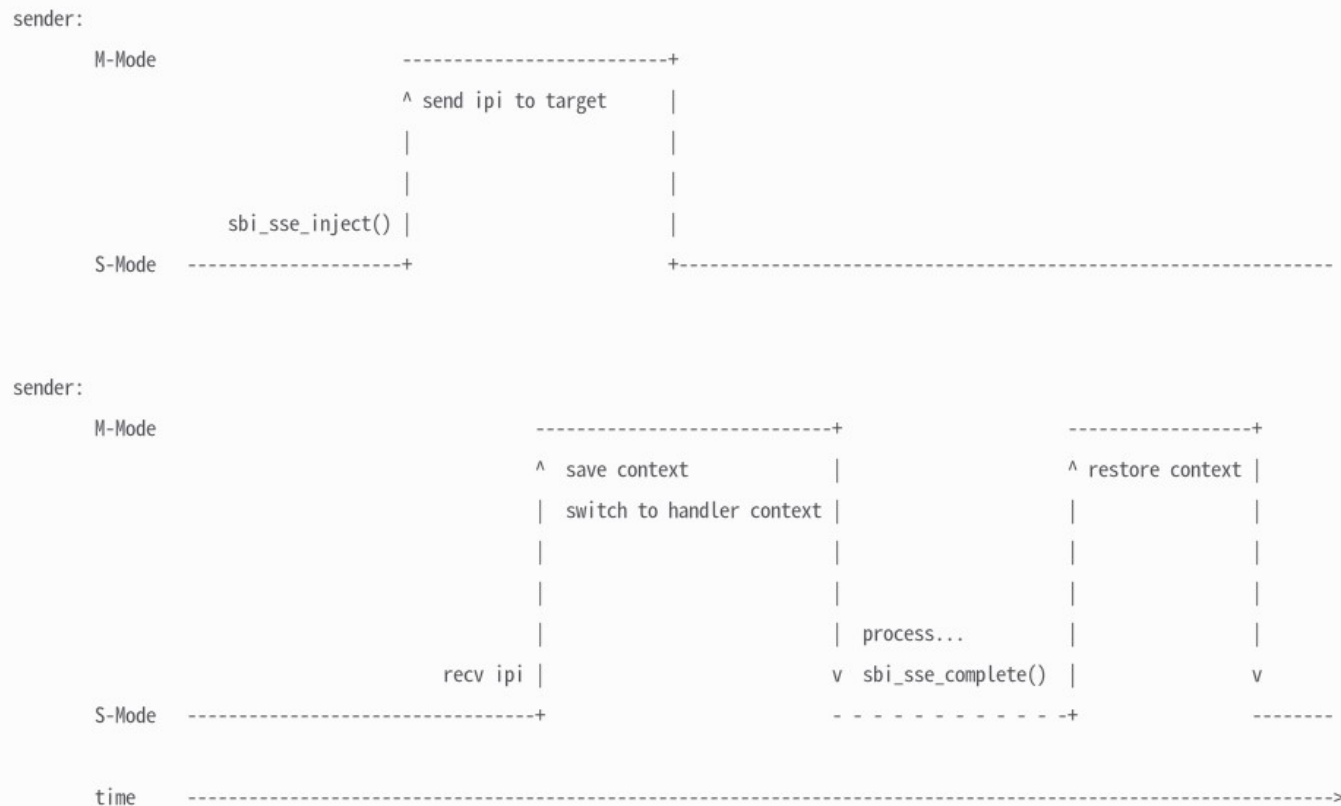 sender:
M-Mode --------------------------+
^ send ipi to target |
| |
| |
sbi_sse_inject() | |
S-Mode ---------------------+ +----------------------------------------------------------------
sender:
M-Mode -----------------------------+ ------------------+
^ save context | ^ restore context |
| switch to handler context | | |
| | | |
| | | |
| | process... | |
recv ipi | v sbi_sse_complete() | v
S-Mode ----------------------------------+ - - - - - - - - - - - -+ --------
time ---------------------------------------------------------------------------------------------------------------->